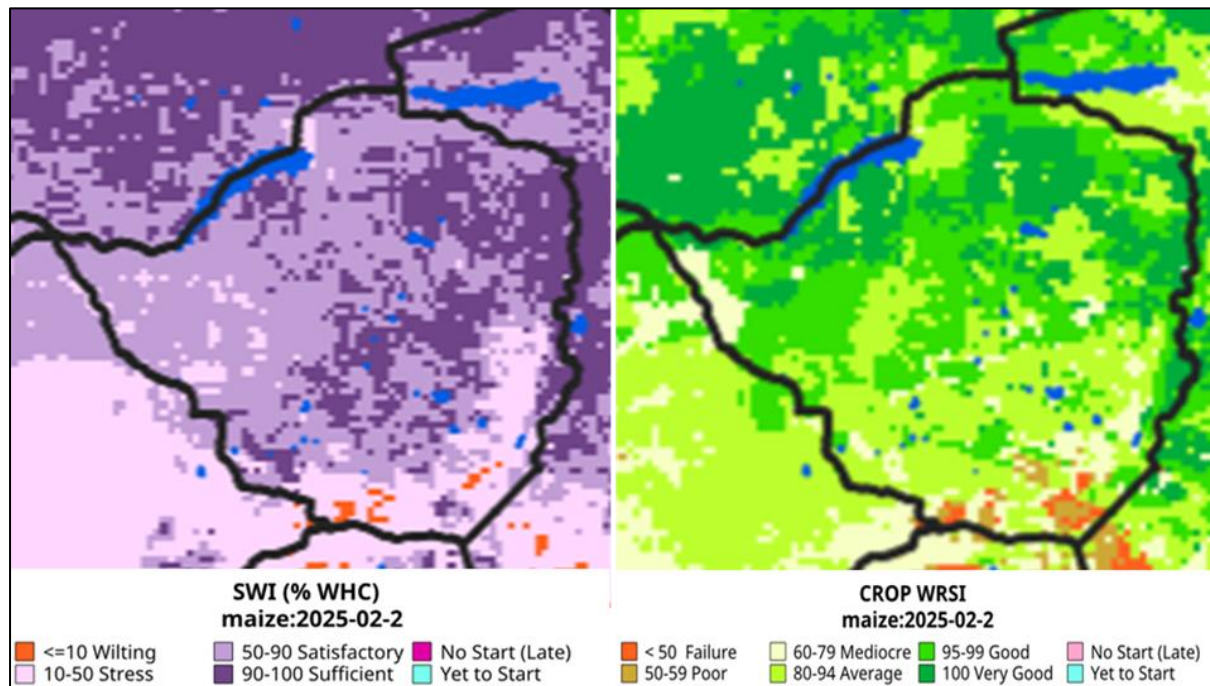 SWI (% WHC)
maize:2025-02-2
<=10 Wilting
50-90 Satisfactory
No Start (Late)
10-50 Stress
90-100 Sufficient
Yet to Start
CROP WRSI
maize:2025-02-2
< 50 Failure
60-79 Mediocre
95-99 Good
No Start (Late)
50-59 Poor
80-94 Average
100 Very Good
Yet to Start